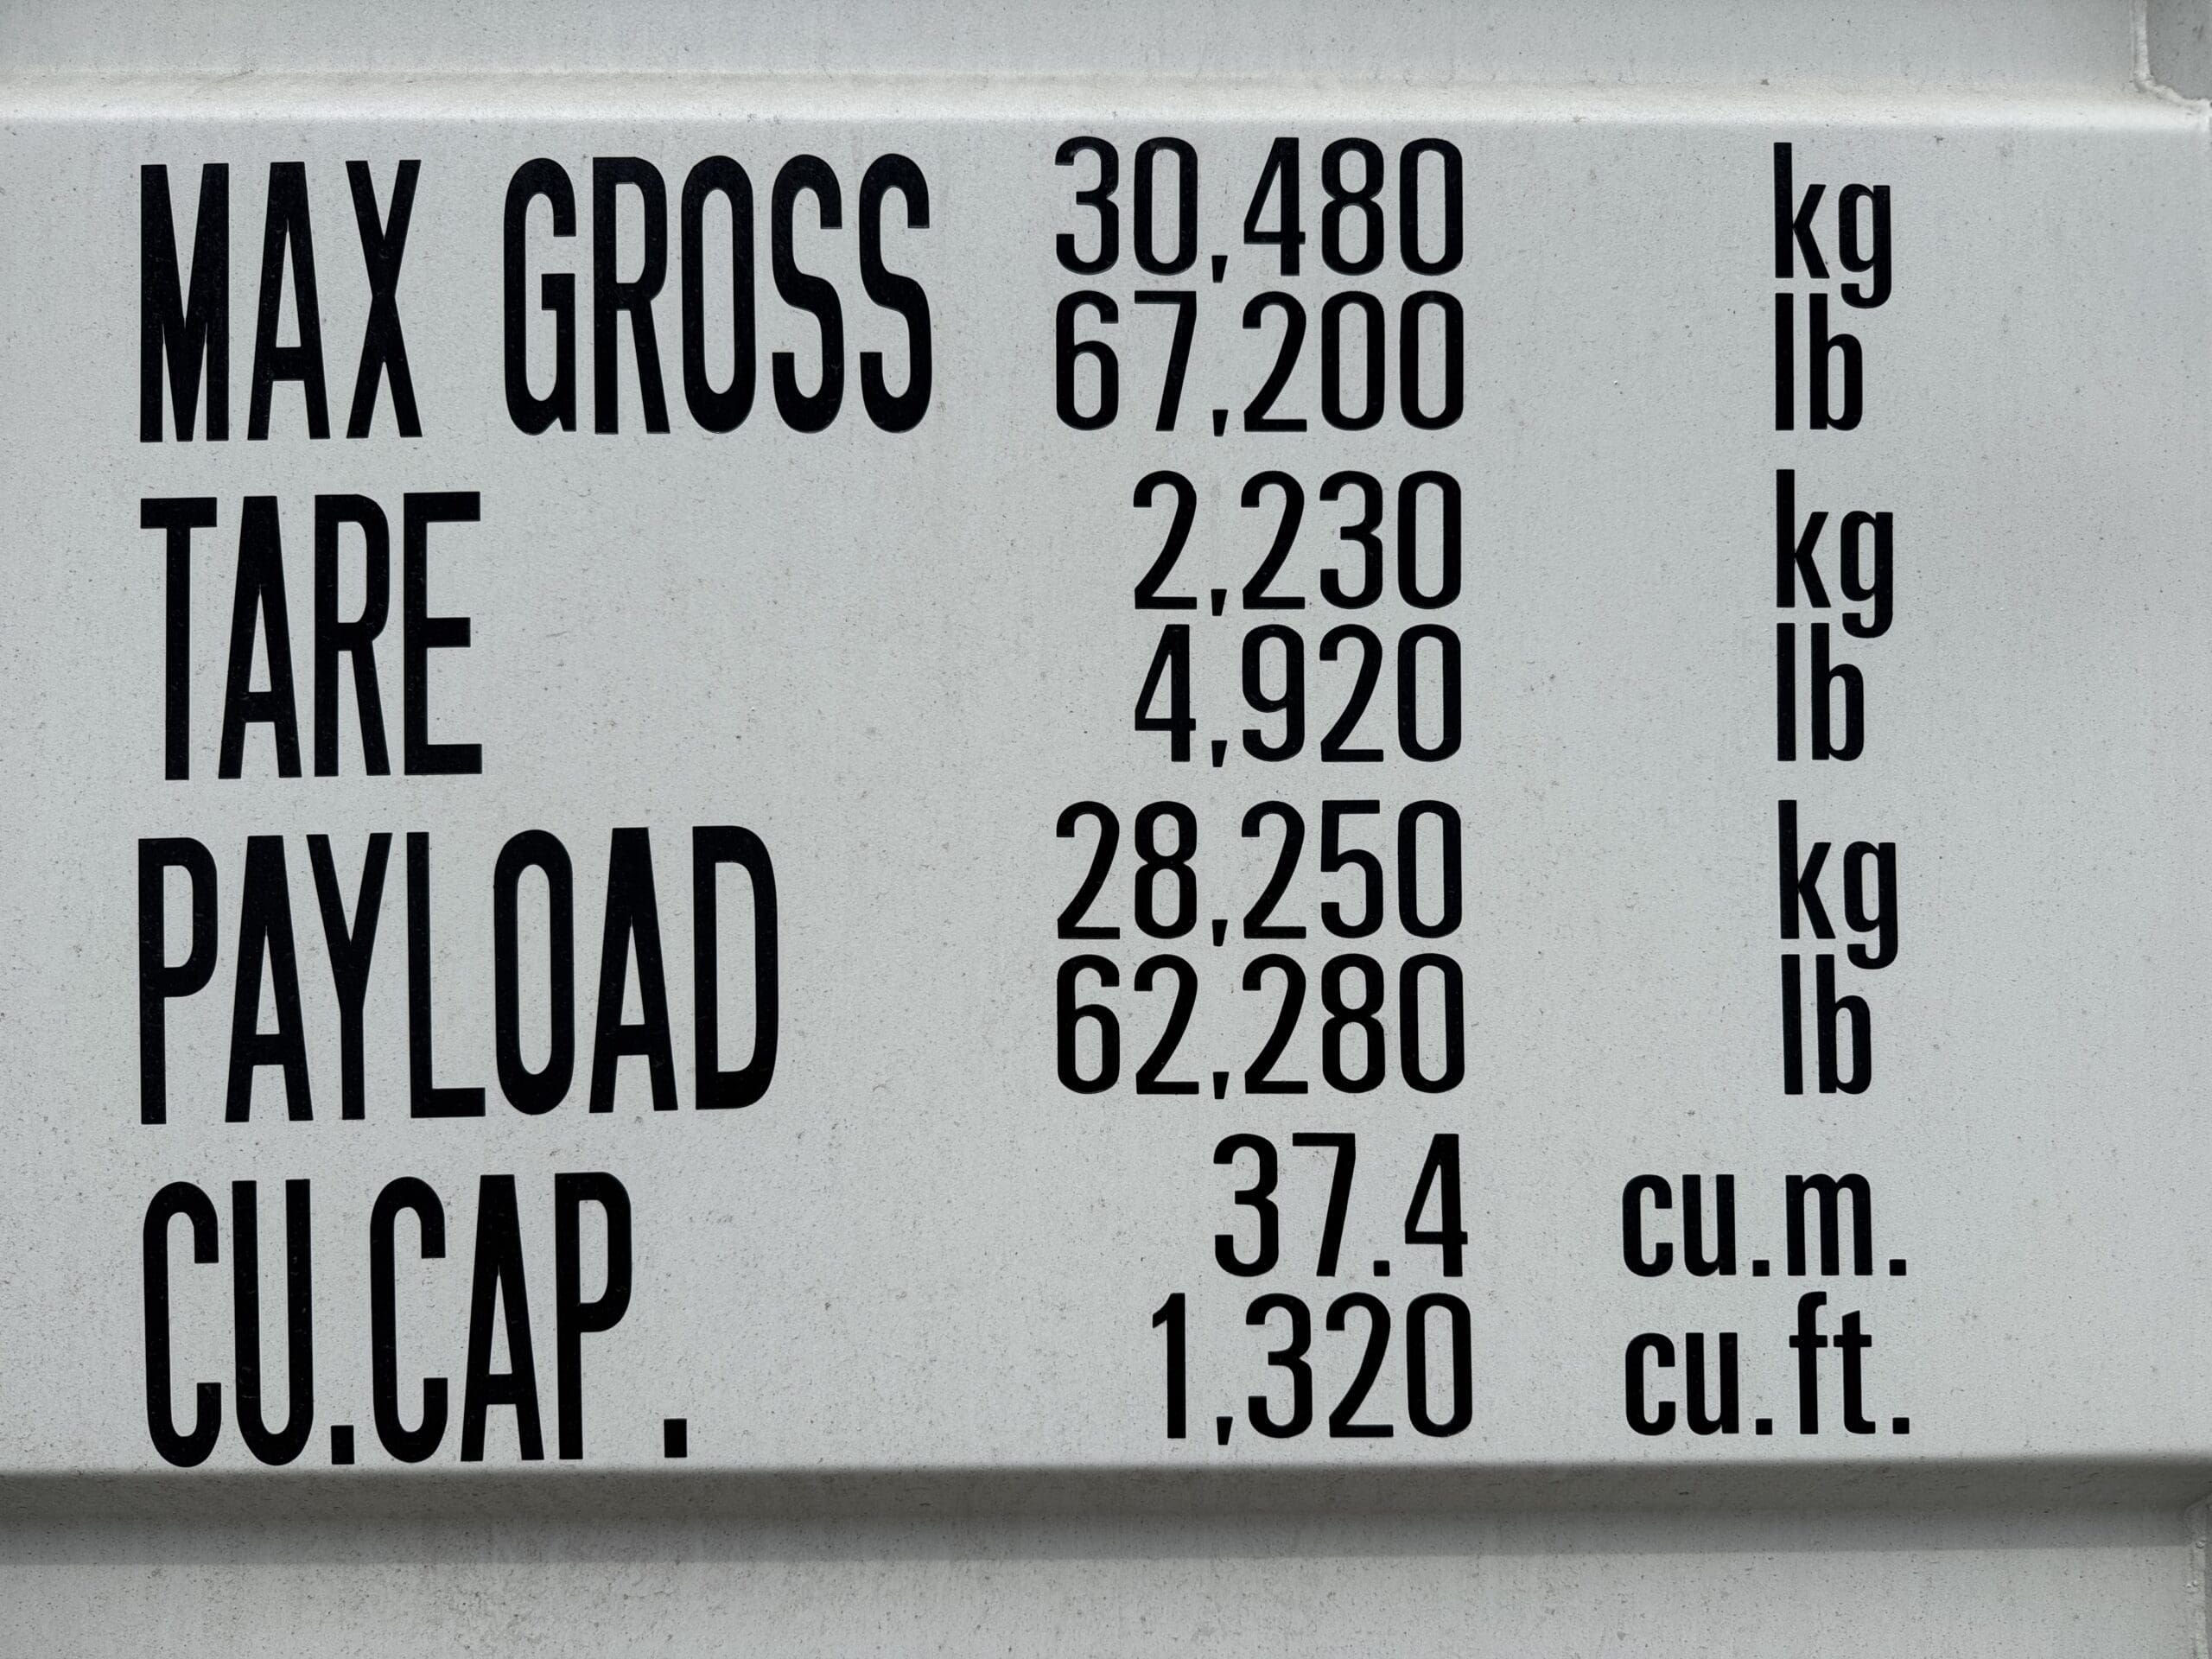 MAX GROSS 30,480 kg
67,200 lb
TARE 2,230 kg
4,920 lb
PAYLOAD 28,250 kg
62,280 lb
CU.CAP. 37.4 cu.m.
1,320 cu.ft.